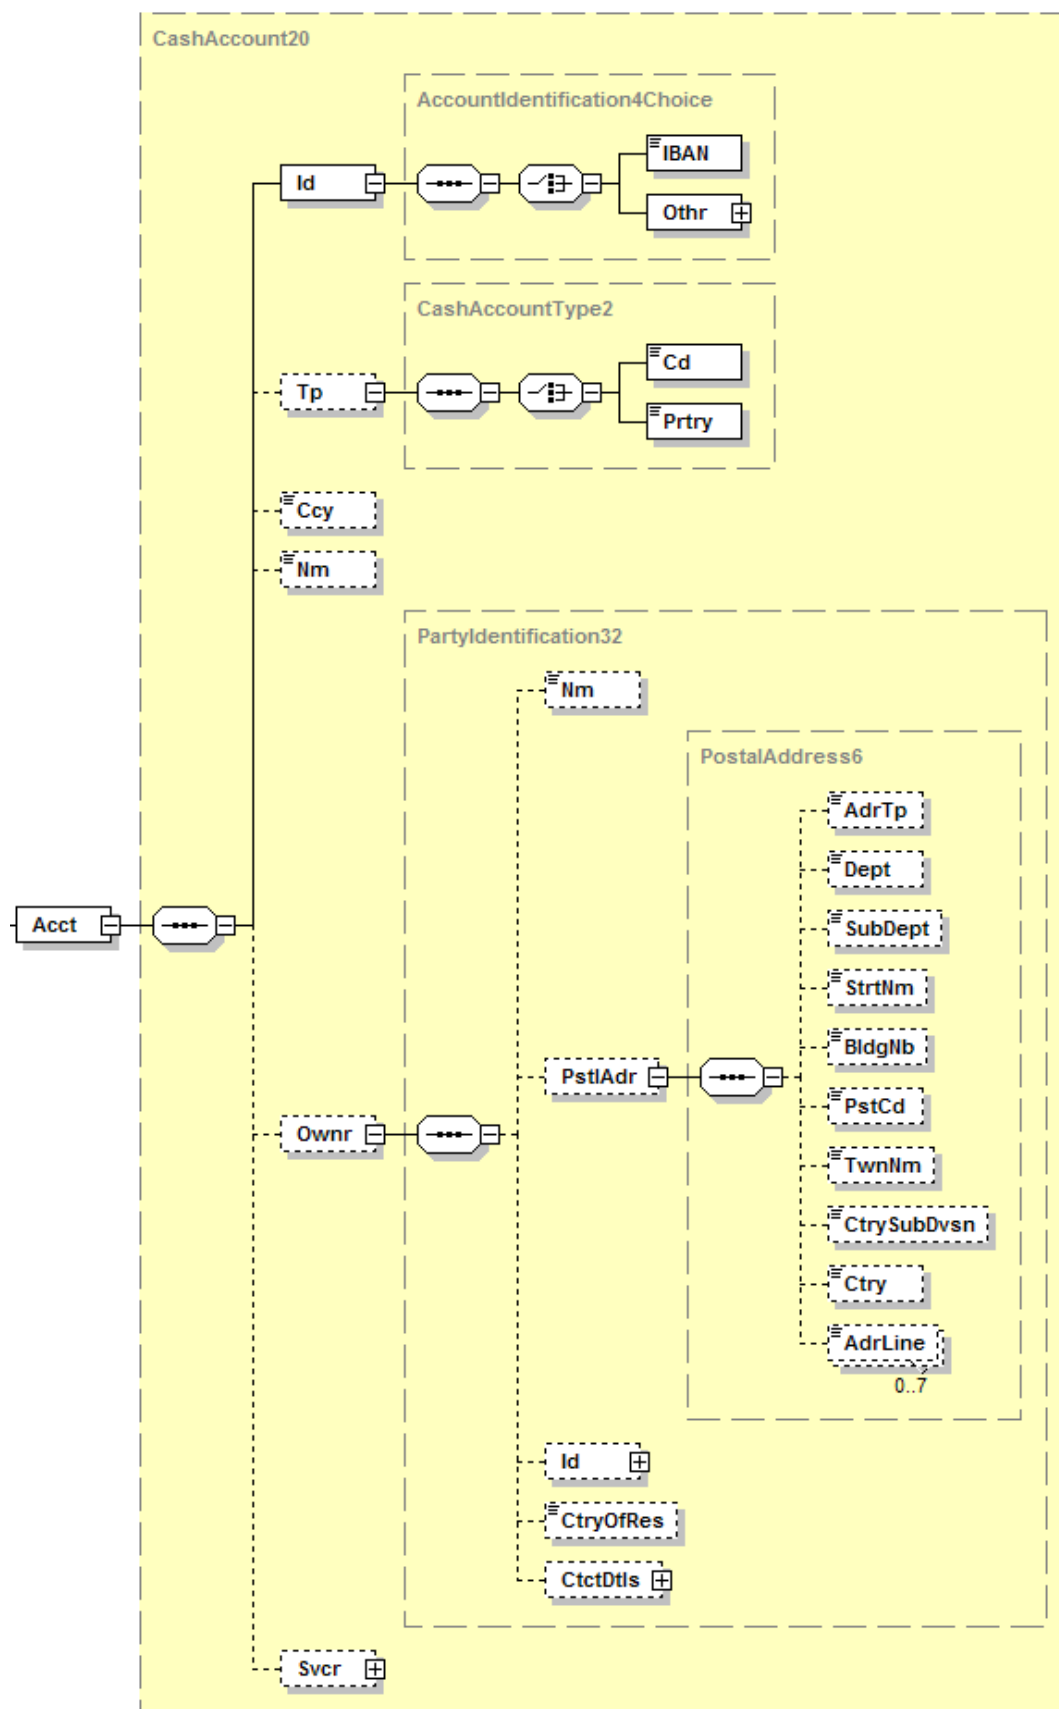 CashAccount20
AccountIdentification4Choice
IBAN
Id
Othr
CashAccountType2
Cd
Tp
Prtry
Ccy
Nm
PartyIdentification32
Nm
PostalAddress6
AdrTp
Dept
Acct
SubDept
StrtNm
BldgNb
PstlAdr
PstCd
Ownr
TwnNm
CtrySubDvsn
Ctry
AdrLine
0..7
Id
CtryOfRes
CtctDtls
Svcr